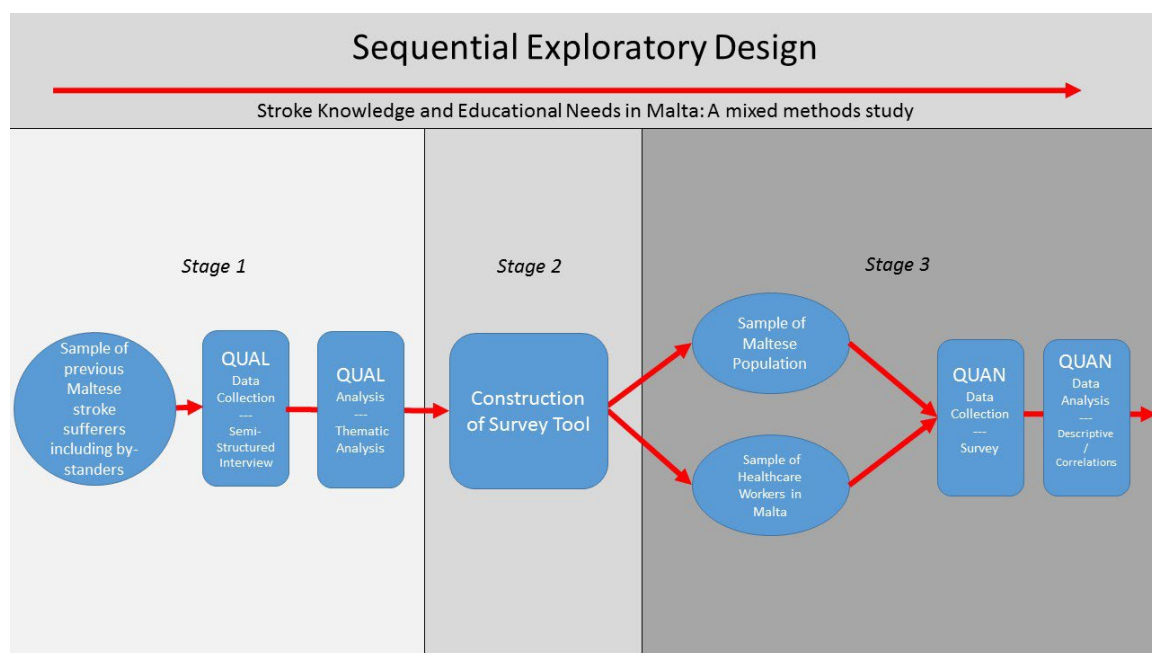 Sequential Exploratory Design
Stroke Knowledge and Educational Needs in Malta: A mixed methods study
Stage 1
Sample of
previous
Maltese
stroke
sufferers
including by-
standers
QUAL
Data
Collection
---
Semi-
Structured
Interview
QUAL
Analysis
---
Thematic
Analysis
Stage 2
Construction
of Survey Tool
Stage 3
Sample of
Maltese
Population
Sample of
Healthcare
Workers in
Malta
QUAN
Data
Collection
---
Survey
QUAN
Data
Analysis
---
Descriptive
/
Correlations